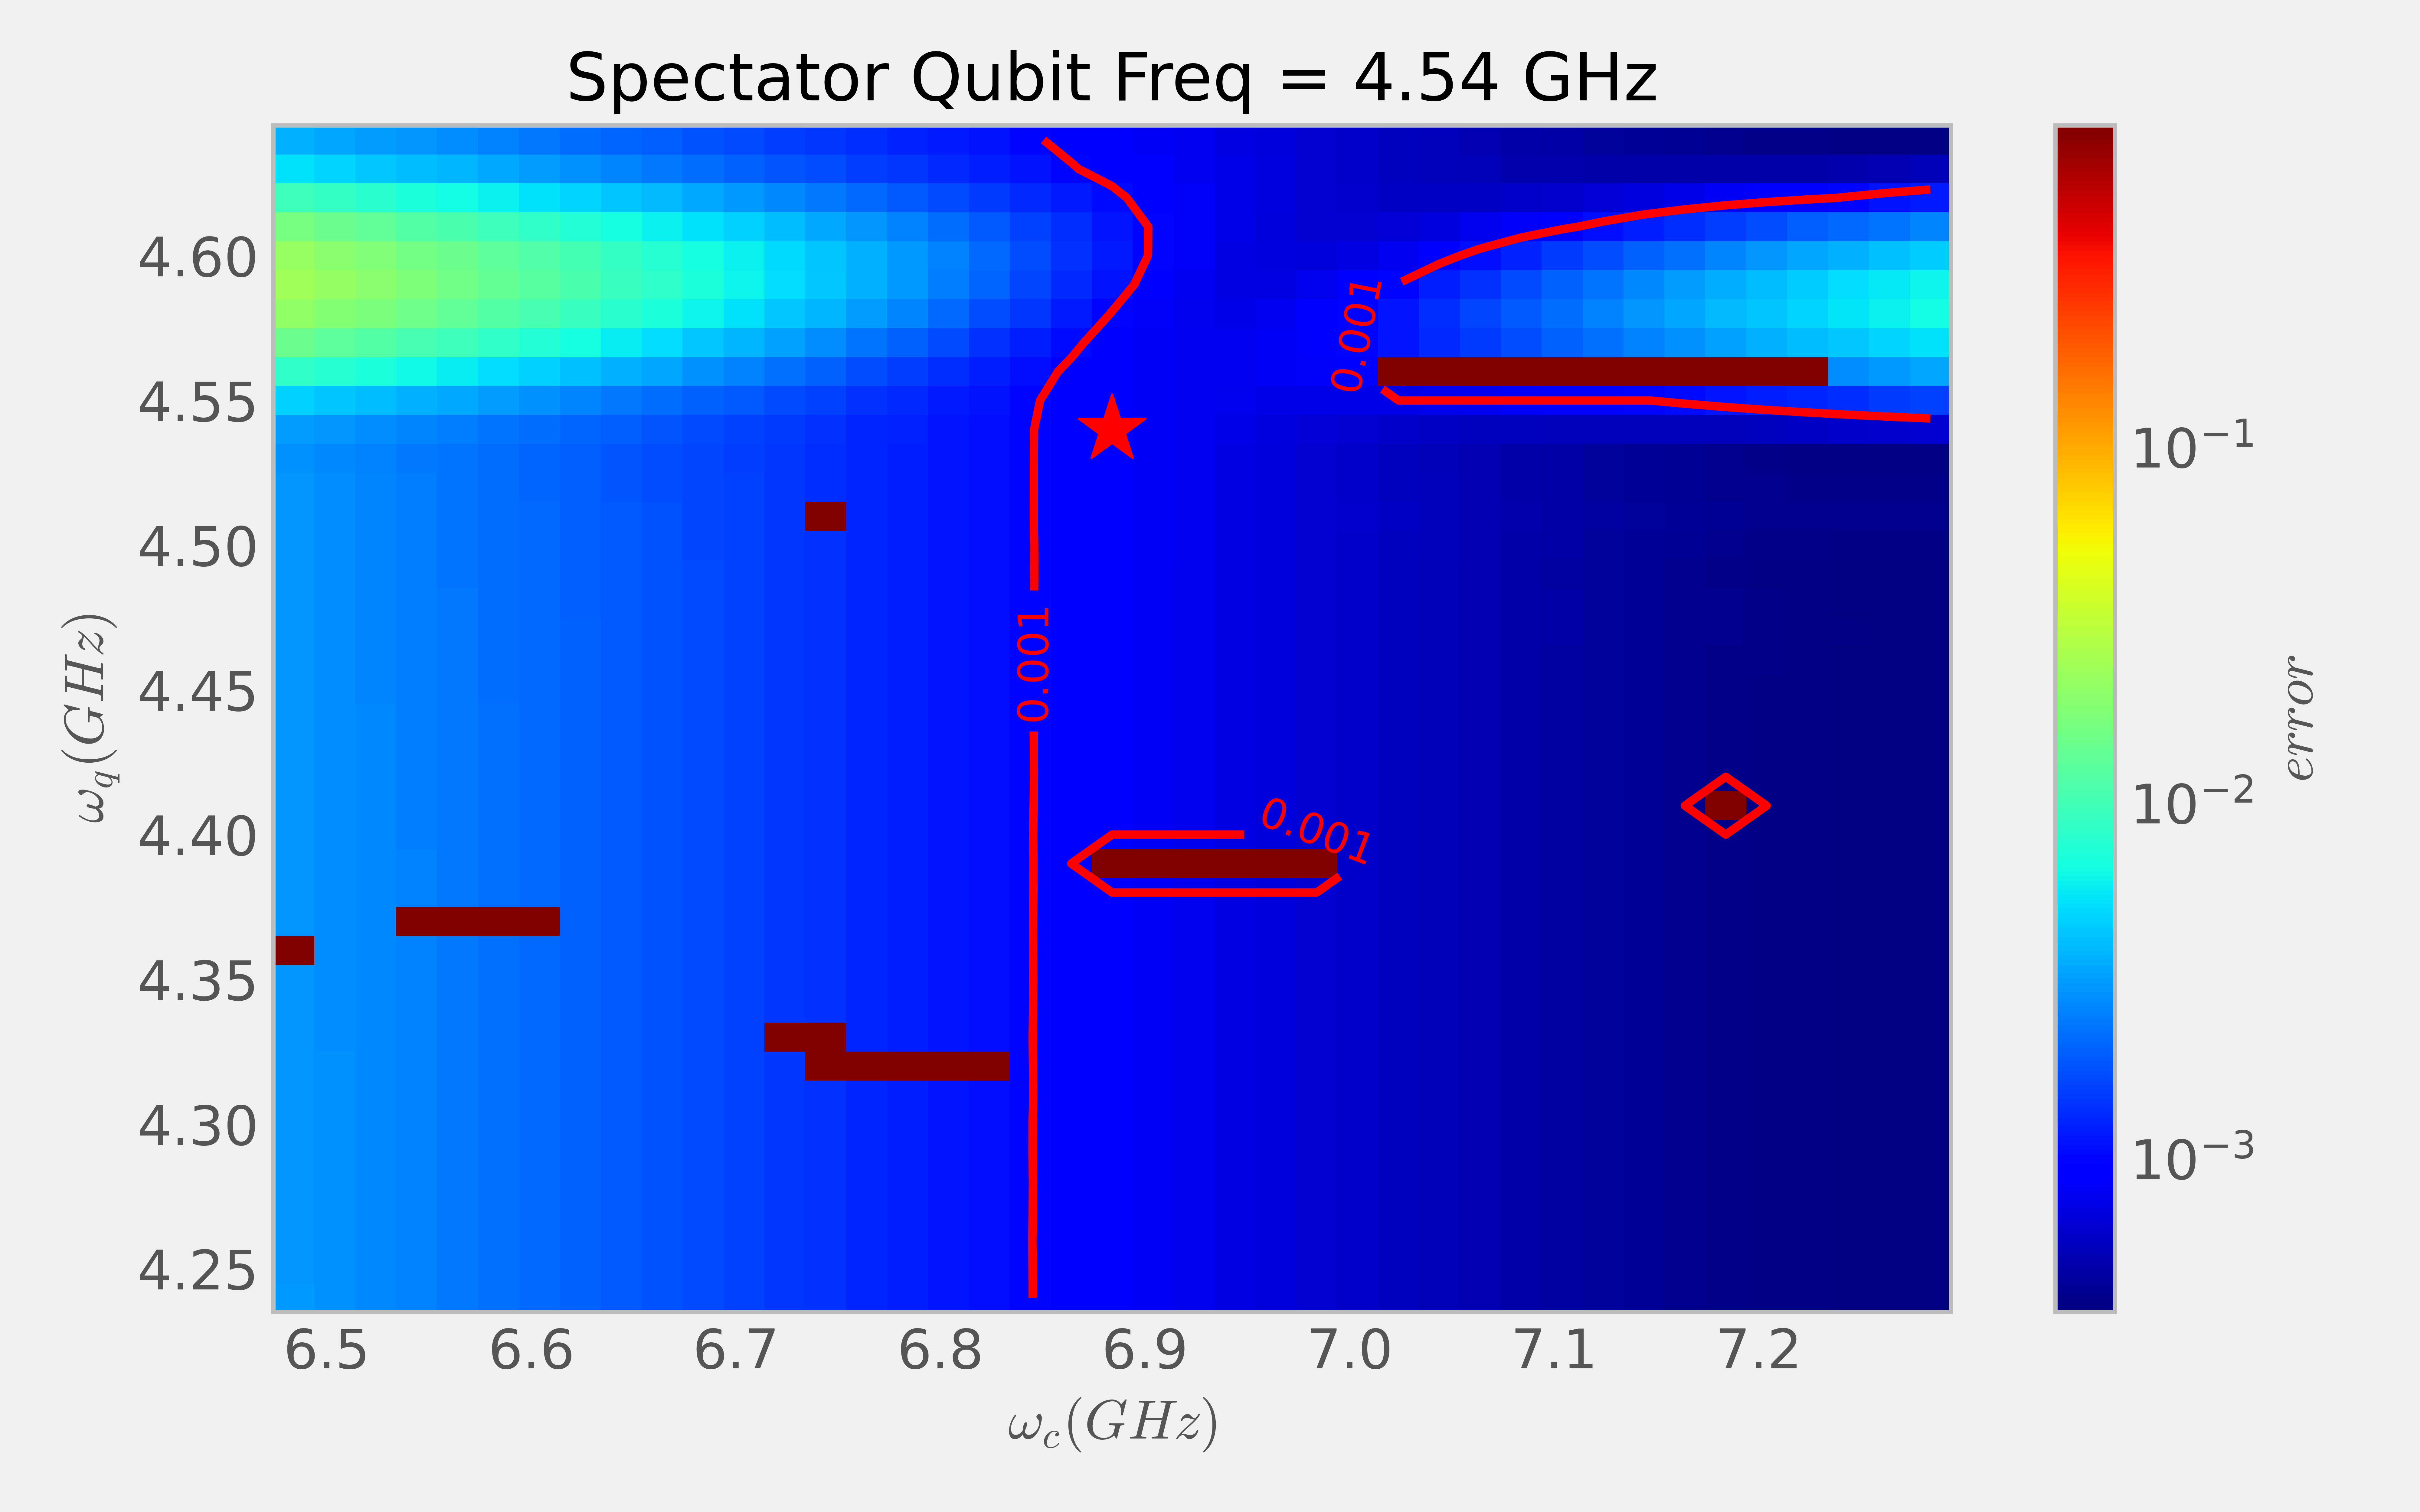 Spectator Qubit Freq = 4.54 GHz
4.60
4.55
4.50
4.45
4.40
4.35
4.30
4.25
ω_q(GHz)
0.001
0.001
0.001
6.5 6.6 6.7 6.8 6.9 7.0 7.1 7.2
ω_c(GHz)
10⁻¹
10⁻²
10⁻³
error